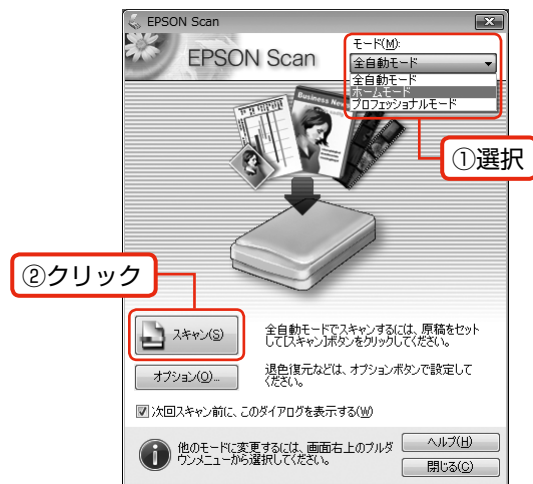 EPSON Scan
EPSON Scan
モード(M):
全自動モード
全自動モード
ホームモード
プロフェッショナルモード
①選択
Business New
②クリック
スキャン(S)
全自動モードでスキャンするには、原稿をセット
して[スキャン]ボタンをクリックしてください。
オプション(O)...
退色復元などは、オプションボタンで設定して
ください。
次回スキャン前に、このダイアログを表示する(W)
他のモードに変更するには、画面右上のプルダ
ウンメニューから選択してください。
ヘルプ(H)
閉じる(C)